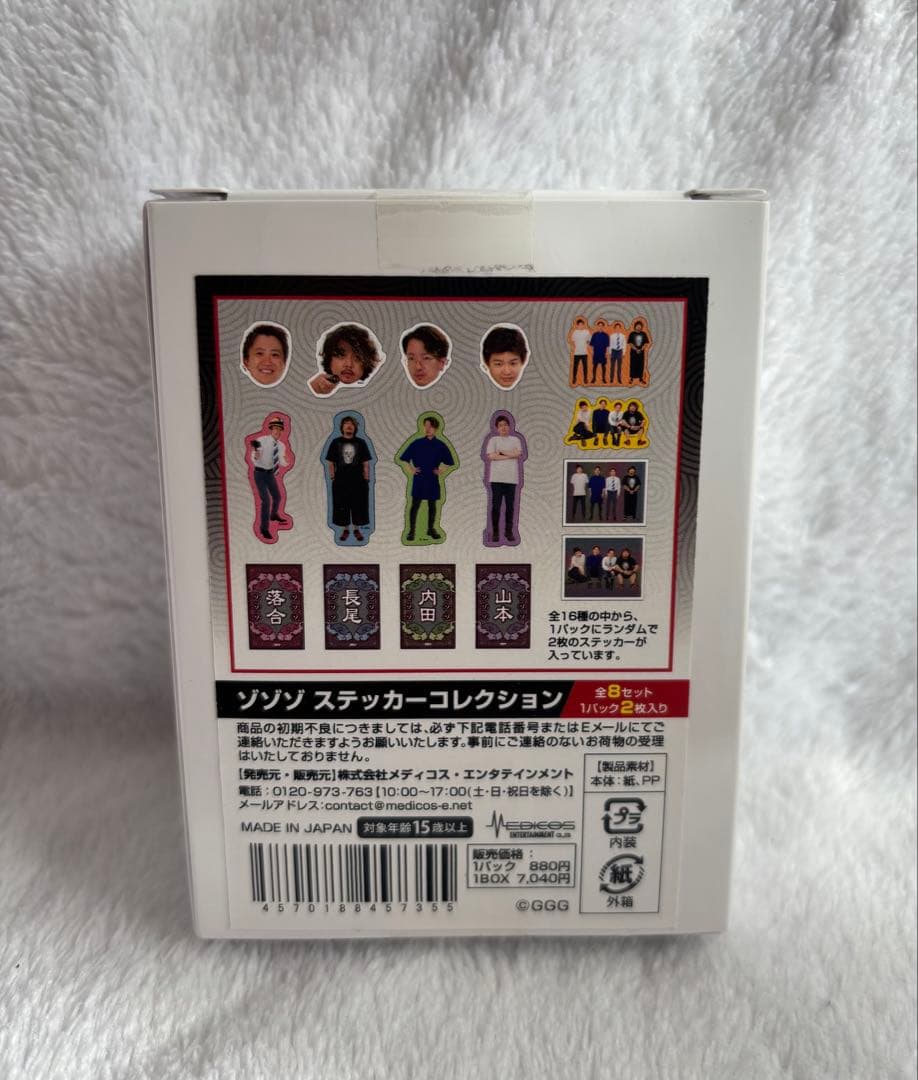 落合
長尾
内田
山本
全16種の中から、
1パックにランダムで
2枚のステッカーが
入っています。
ゾゾゾ ステッカーコレクション
全8セット
1パック2枚入り
商品の初期不良につきましては、必ず下記電話番号またはEメールにてご
連絡いただきますようお願いいたします。事前にご連絡のないお荷物の受理
はいたしておりません。
【発売元・販売元】株式会社メディコス・エンタテインメント
電話：0120-973-763【10:00～17:00(土・日・祝日を除く)】
メールアドレス:contact@medicos-e.net
【製品素材】
本体：紙、PP
プラ
内装
紙
外箱
MADE IN JAPAN
対象年齢15歳以上
MEDICOS
ENTERTAINMENT
販売価格：
1パック 880円
1BOX 7,040円
4570188457355
©GGG